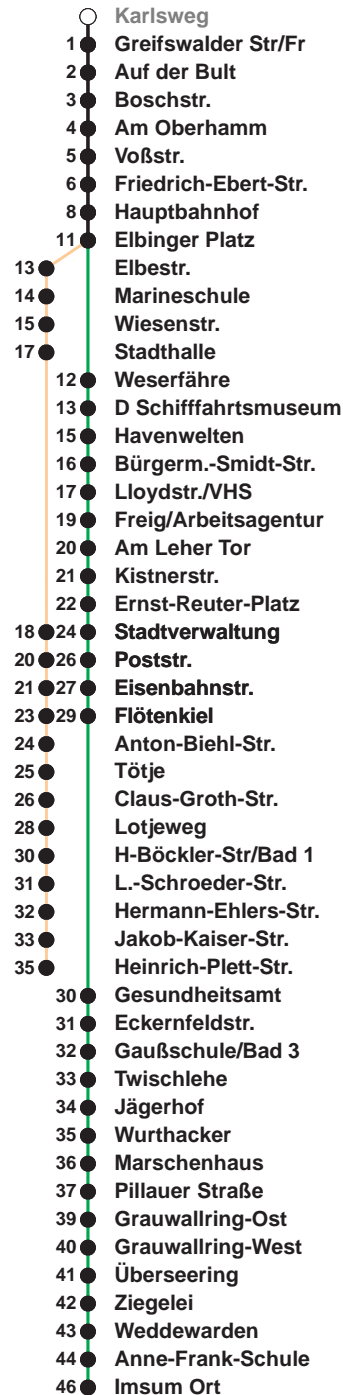 Karlsweg
1 Greifswalder Str/Fr
2 Auf der Bult
3 Boschstr.
4 Am Oberhamm
5 Voßstr.
6 Friedrich-Ebert-Str.
8 Hauptbahnhof
11 Elbinger Platz
13 Elbestr.
14 Marineschule
15 Wiesenstr.
17 Stadthalle
12 Weserfähre
13 D Schifffahrtsmuseum
15 Havenwelten
16 Bürgerm.-Smidt-Str.
17 Lloydstr./VHS
19 Freig/Arbeitsagentur
20 Am Leher Tor
21 Kistnerstr.
22 Ernst-Reuter-Platz
18 24 Stadtverwaltung
20 26 Poststr.
21 27 Eisenbahnstr.
23 29 Flötenkiel
24 Anton-Biehl-Str.
25 Tötje
26 Claus-Groth-Str.
28 Lotjeweg
30 H-Böckler-Str/Bad 1
31 L.-Schroeder-Str.
32 Hermann-Ehlers-Str.
33 Jakob-Kaiser-Str.
35 Heinrich-Plett-Str.
30 Gesundheitsamt
31 Eckernfeldstr.
32 Gaußschule/Bad 3
33 Twischlehe
34 Jägerhof
35 Wurthacker
36 Marschenhaus
37 Pillauer Straße
39 Grauwallring-Ost
40 Grauwallring-West
41 Überseering
42 Ziegelei
43 Weddewarden
44 Anne-Frank-Schule
46 Imsum Ort